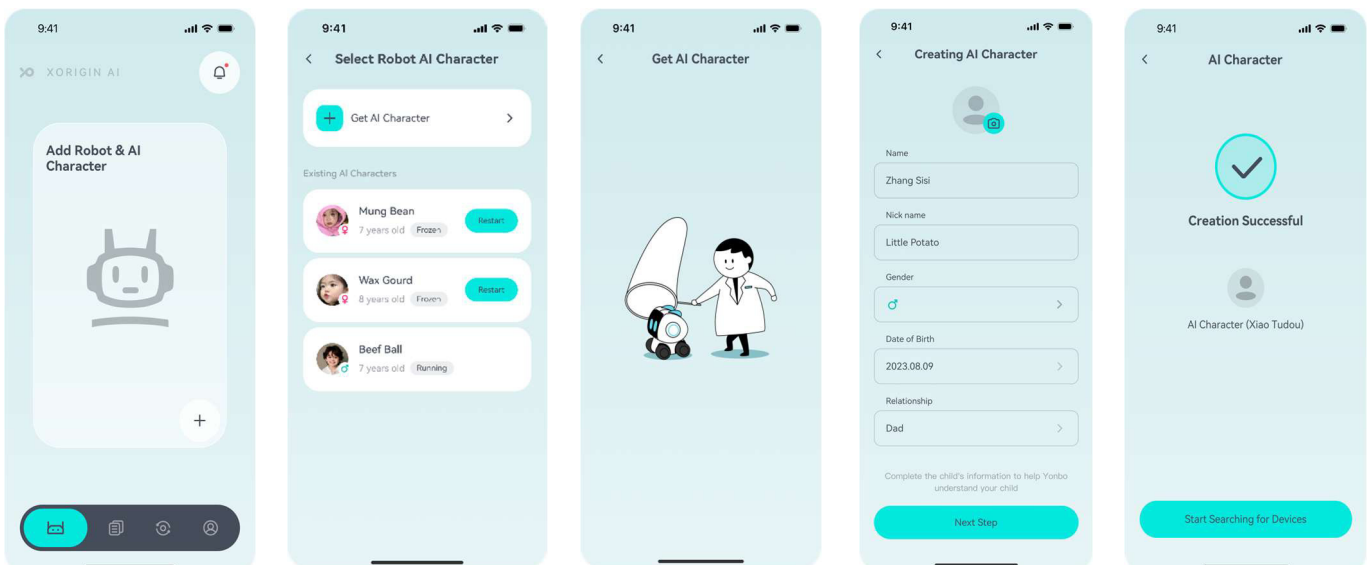 9:41
XORIGIN AI
Add Robot & AI
Character
9:41
Select Robot AI Character
Get AI Character
Existing AI Characters
Mung Bean
7 years old Frozen
Restart
Wax Gourd
8 years old Frozen
Restart
Beef Ball
7 years old Running
9:41
Get AI Character
9:41
Creating AI Character
Name
Zhang Sisi
Nick name
Little Potato
Gender
Date of Birth
2023.08.09
Relationship
Dad
Complete the child's information to help Yonbo
understand your child
Next Step
9:41
AI Character
Creation Successful
AI Character (Xiao Tudou)
Start Searching for Devices